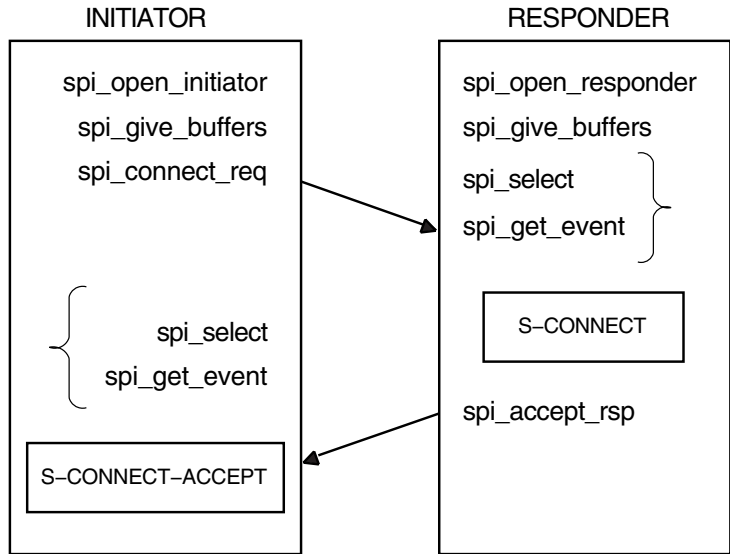 INITIATOR
spi_open_initiator
spi_give_buffers
spi_connect_req
spi_select
spi_get_event
S–CONNECT–ACCEPT
RESPONDER
spi_open_responder
spi_give_buffers
spi_select
spi_get_event
S–CONNECT
spi_accept_rsp